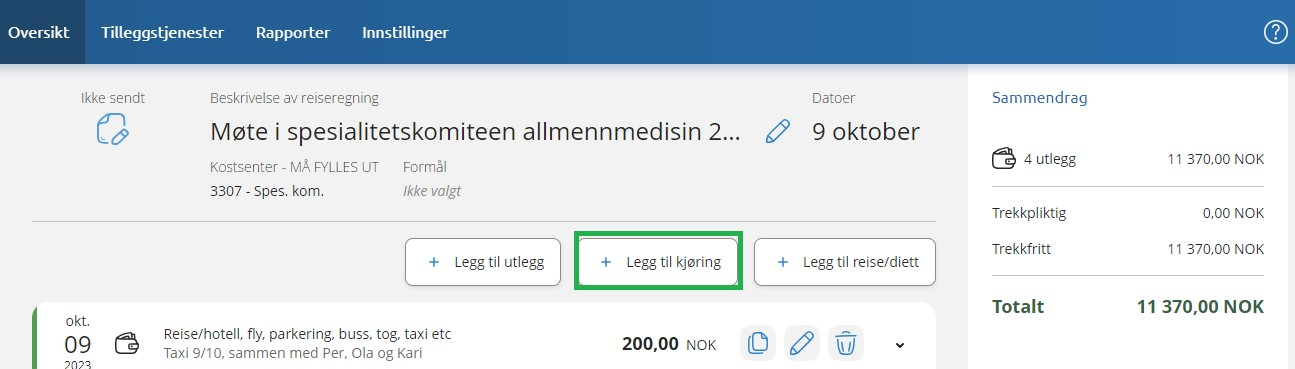 Oversikt Tilleggstjenester Rapporter Innstillinger ?
Ikke sendt Beskrivelse av reiseregning Datoer
Møte i spesialitetskomiteen allmennmedisin 2... 9 oktober
Kostsenter - MÅ FYLLES UT Formål
3307 - Spes. kom. Ikke valgt
+ Legg til utlegg + Legg til kjøring + Legg til reise/diett
okt.
09
2023
Reise/hotell, fly, parkering, buss, tog, taxi etc
Taxi 9/10, sammen med Per, Ola og Kari
200,00 NOK
Sammendrag
4 utlegg 11 370,00 NOK
Trekkpliktig 0,00 NOK
Trekkfritt 11 370,00 NOK
Totalt 11 370,00 NOK